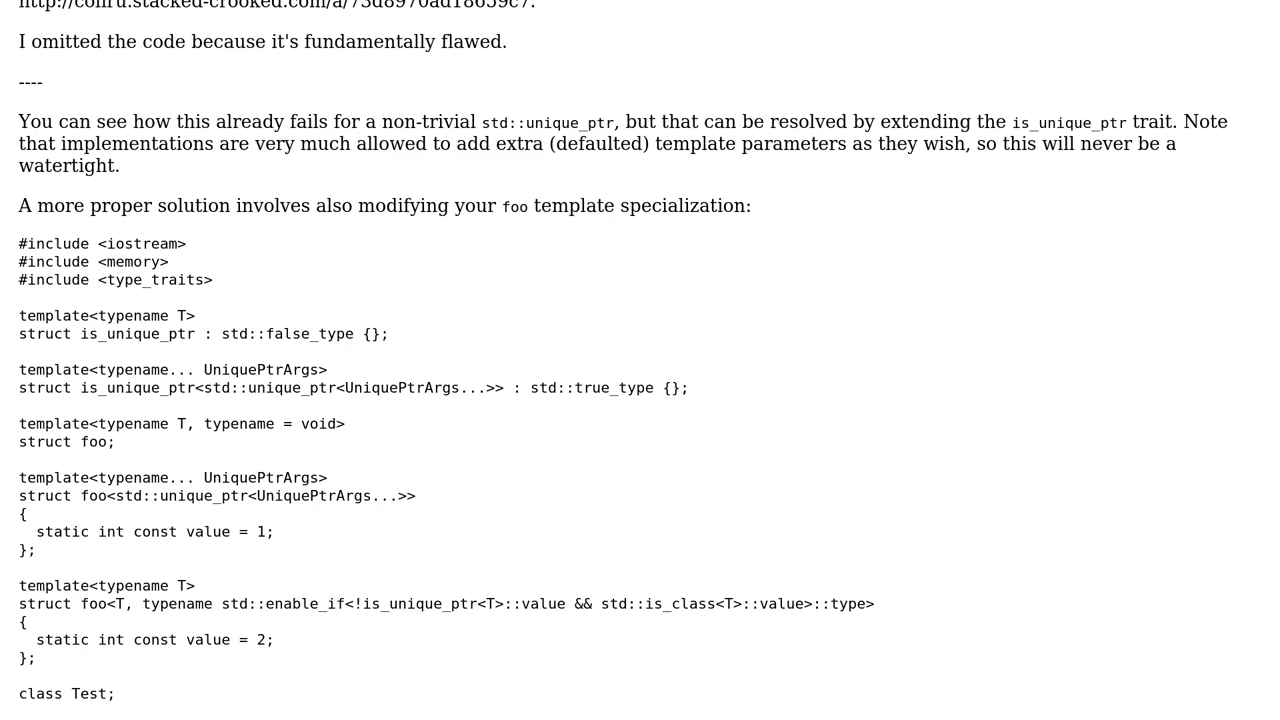 http://coliru.stacked-crooked.com/a/73d8970ad18659c7.
I omitted the code because it's fundamentally flawed.
----
You can see how this already fails for a non-trivial std::unique_ptr, but that can be resolved by extending the is_unique_ptr trait. Note
that implementations are very much allowed to add extra (defaulted) template parameters as they wish, so this will never be a
watertight.
A more proper solution involves also modifying your foo template specialization:
#include <iostream>
#include <memory>
#include <type_traits>
template<typename T>
struct is_unique_ptr : std::false_type {};
template<typename... UniquePtrArgs>
struct is_unique_ptr<std::unique_ptr<UniquePtrArgs...>> : std::true_type {};
template<typename T, typename = void>
struct foo;
template<typename... UniquePtrArgs>
struct foo<std::unique_ptr<UniquePtrArgs...>>
{
  static int const value = 1;
};
template<typename T>
struct foo<T, typename std::enable_if<!is_unique_ptr<T>::value && std::is_class<T>::value>::type>
{
  static int const value = 2;
};
class Test;